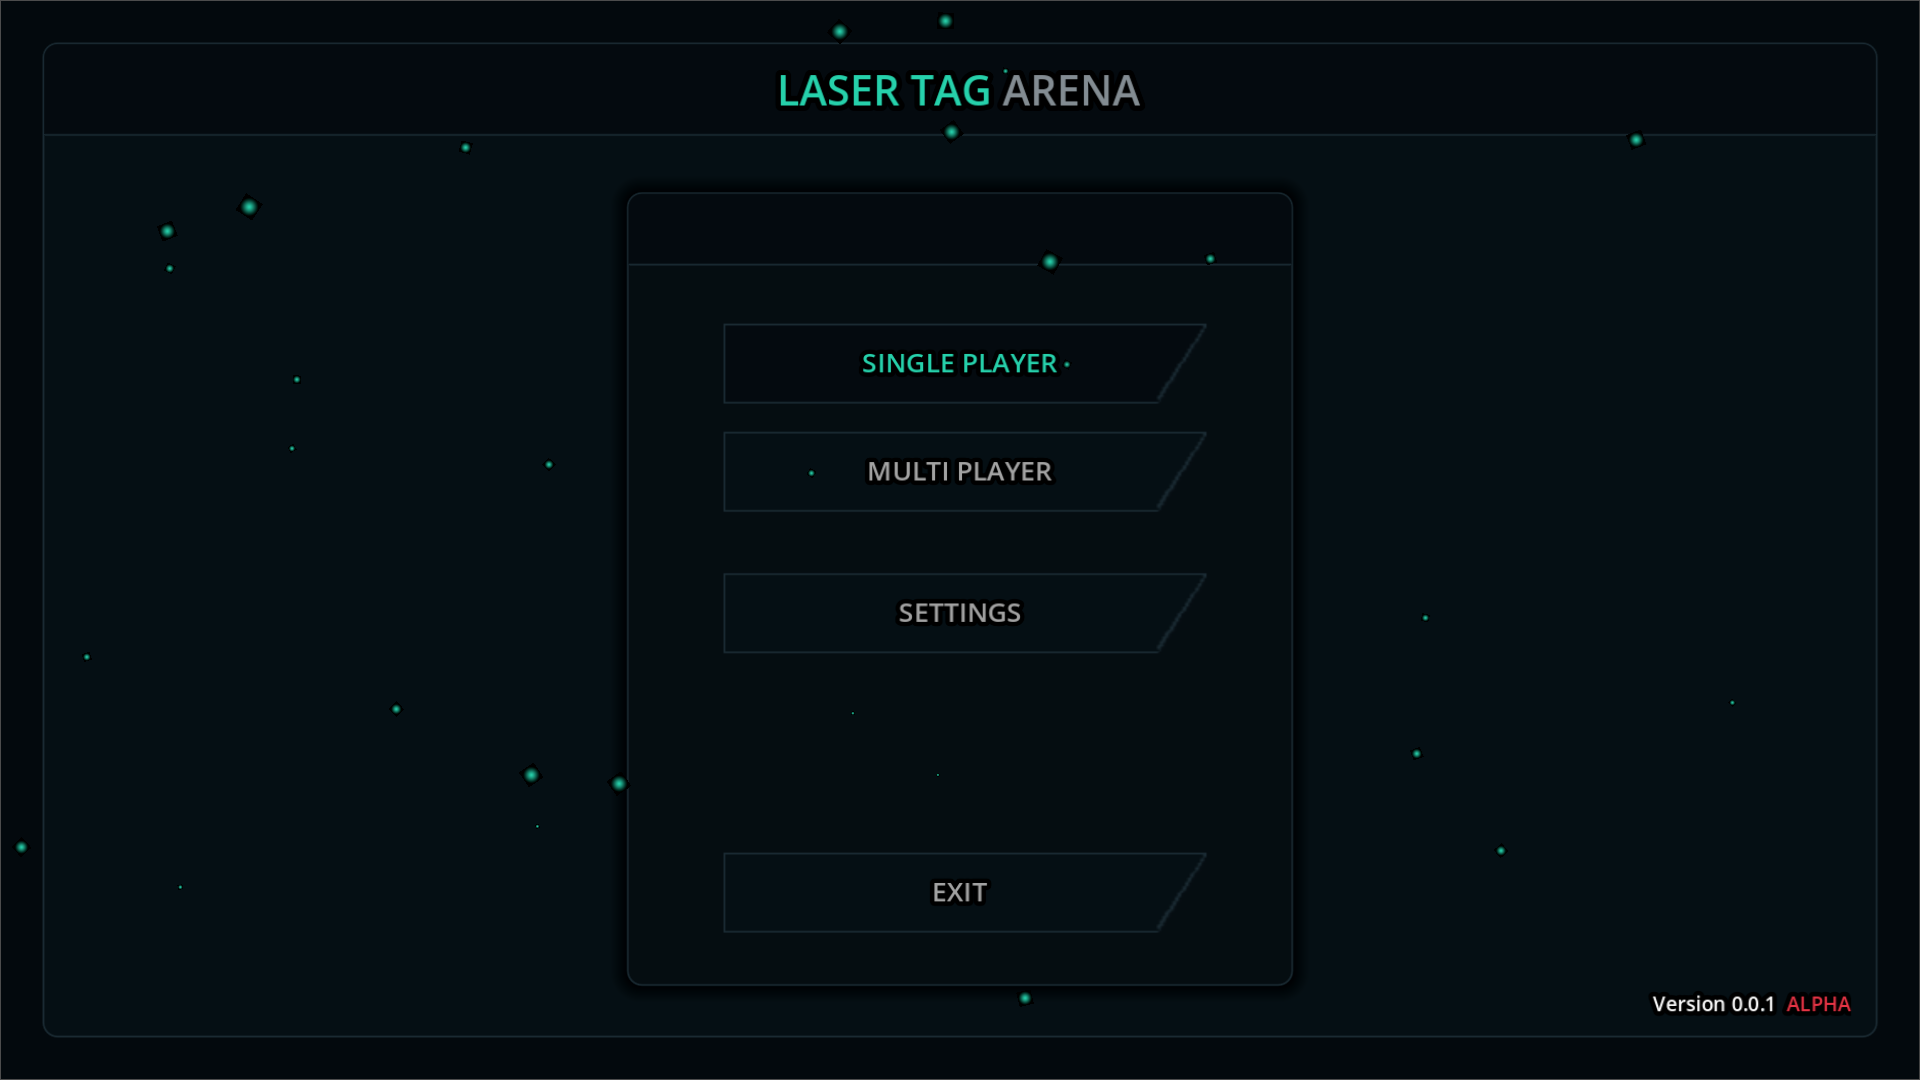 LASER TAG ARENA
SINGLE PLAYER
MULTI PLAYER
SETTINGS
EXIT
Version 0.0.1 ALPHA